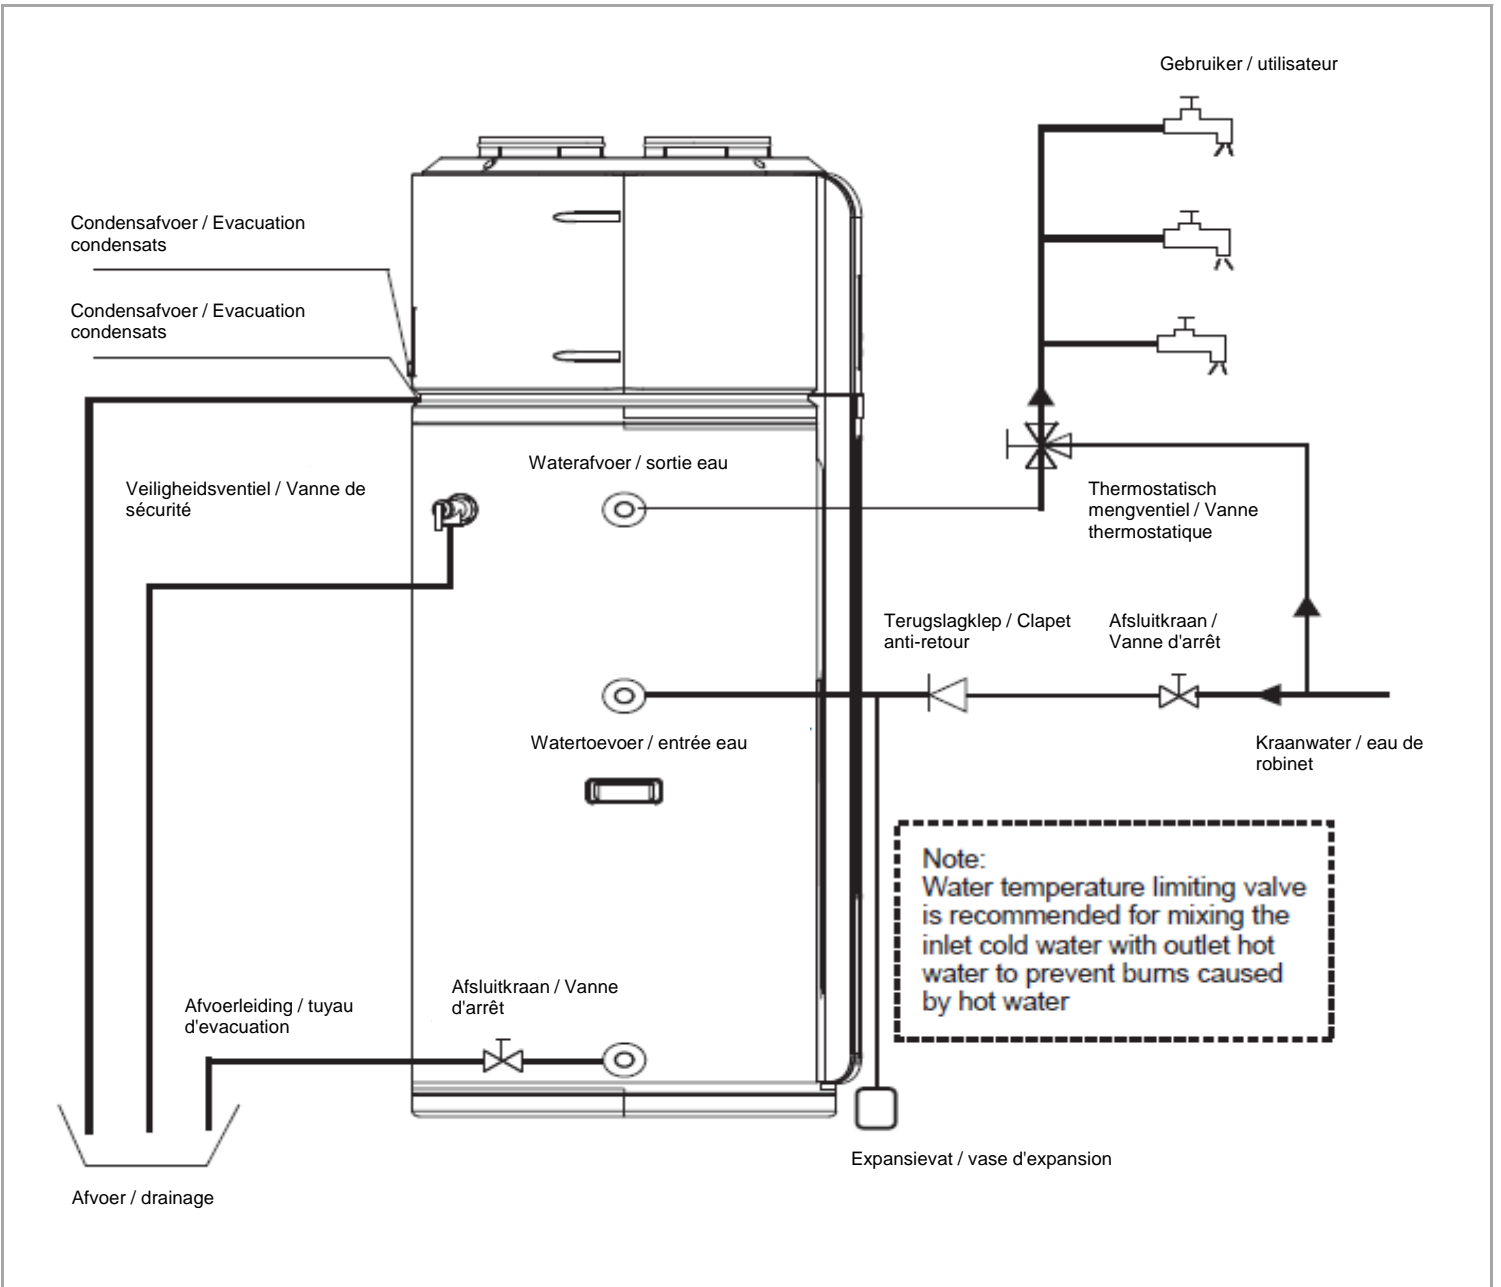 Gebruiker / utilisateur
Condensafvoer / Evacuation
condensats
Condensafvoer / Evacuation
condensats
Waterafvoer / sortie eau
Veiligheidsventiel / Vanne de
sécurité
Thermostatisch
mengventiel / Vanne
thermostatique
Terugslagklep / Clapet
anti-retour
Afsluitkraan /
Vanne d'arrêt
Watertoevoer / entrée eau
Kraanwater / eau de
robinet
Note:
Water temperature limiting valve
is recommended for mixing the
inlet cold water with outlet hot
water to prevent burns caused
by hot water
Afsluitkraan / Vanne
d'arrêt
Afvoerleiding / tuyau
d'evacuation
Expansievat / vase d'expansion
Afvoer / drainage